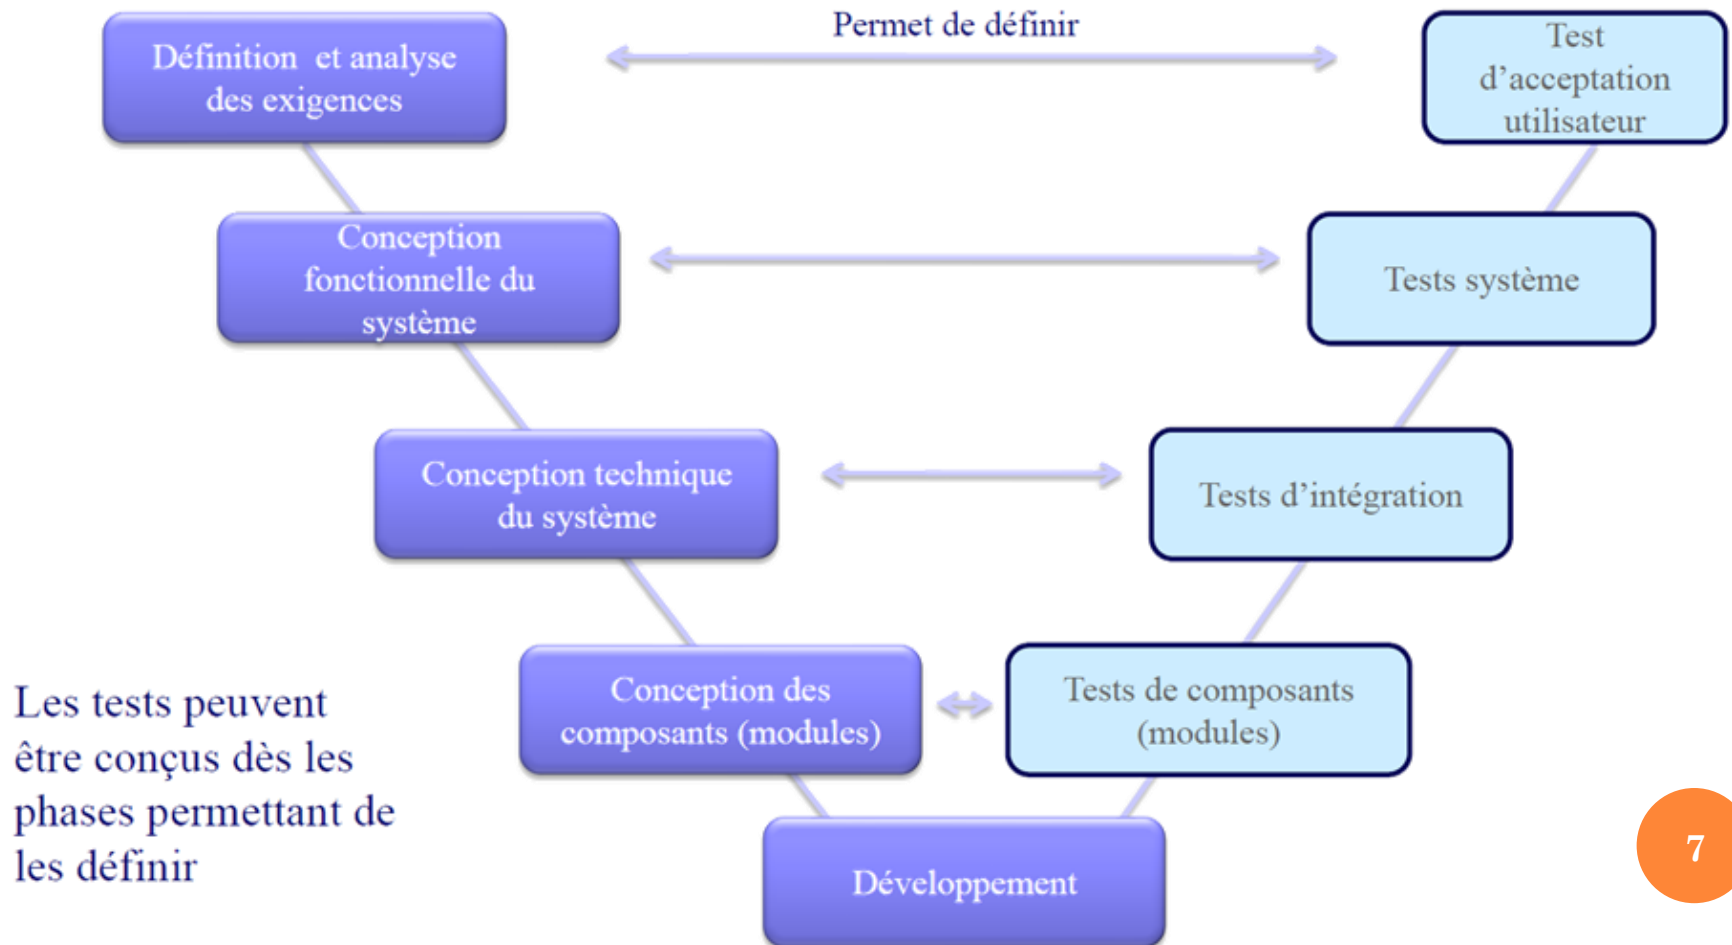 Permet de définir
Définition et analyse
des exigences
Test
d’acceptation
utilisateur
Conception
fonctionnelle du
système
Tests système
Conception technique
du système
Tests d’intégration
Conception des
composants (modules)
Tests de composants
(modules)
Les tests peuvent
être conçus dès les
phases permettant de
les définir
Développement
7